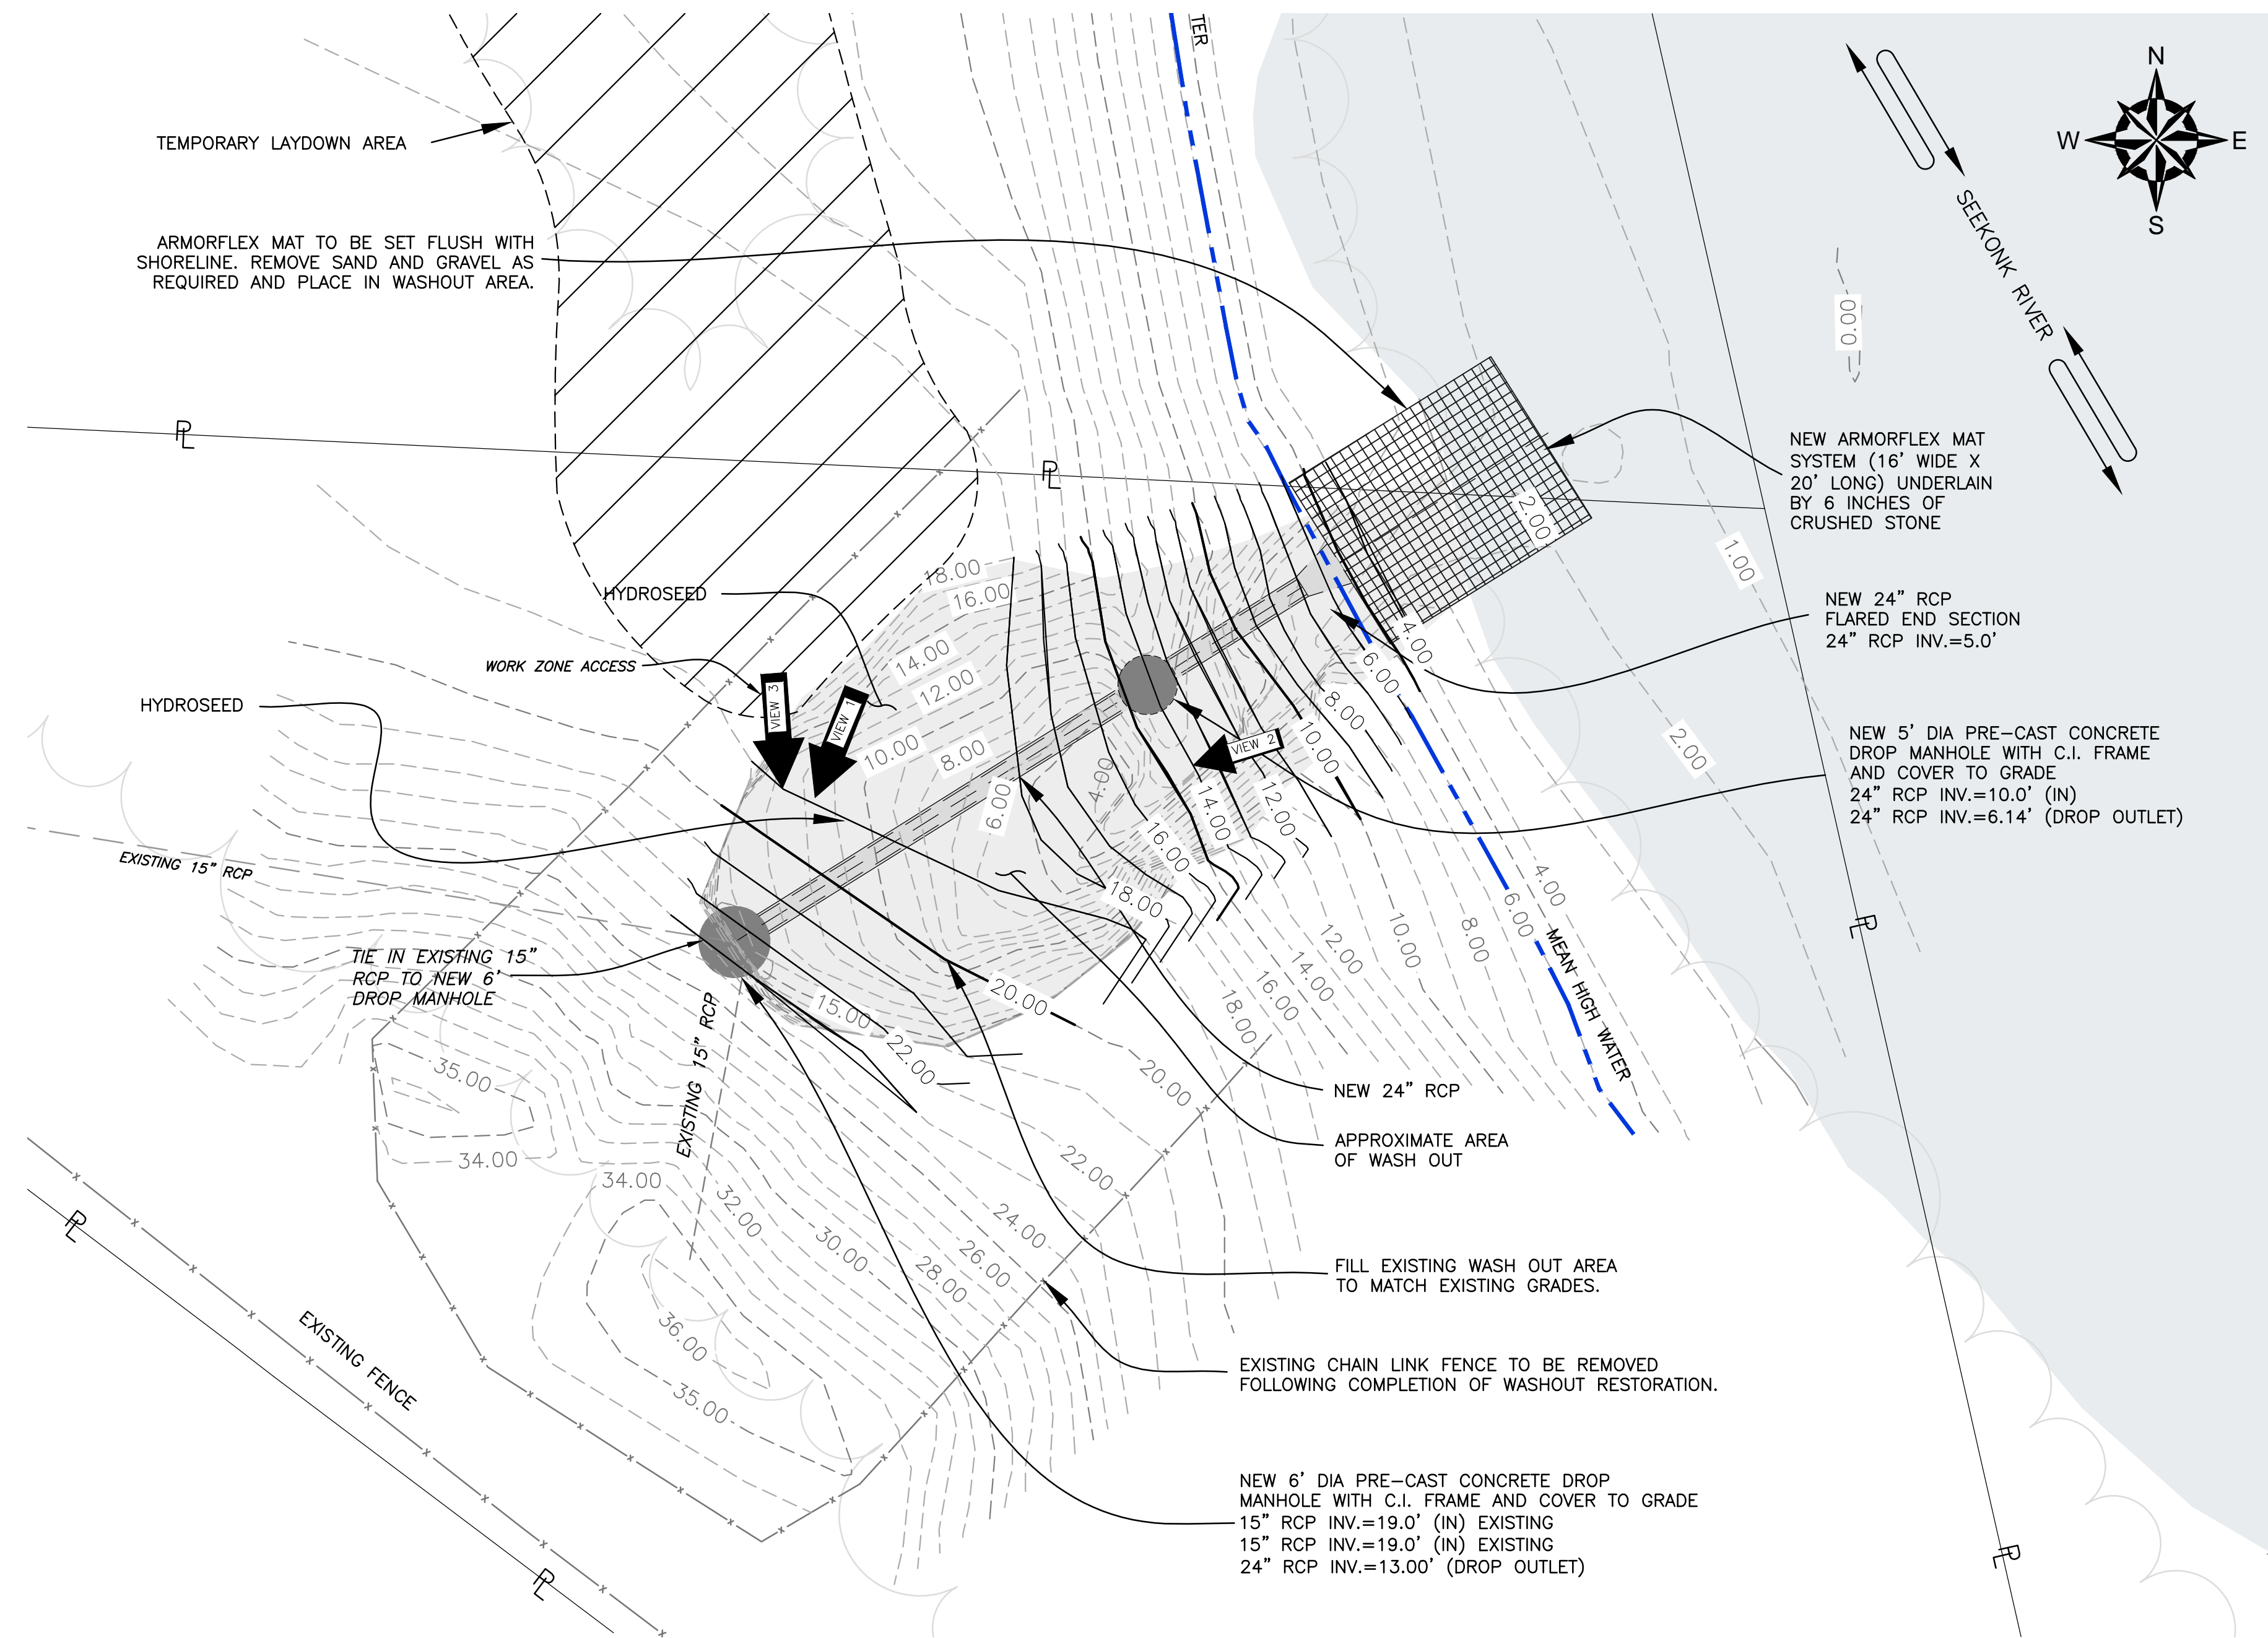 TER
N
W
E
S
SEEKONK RIVER
TEMPORARY LAYDOWN AREA
ARMORFLEX MAT TO BE SET FLUSH WITH
SHORELINE. REMOVE SAND AND GRAVEL AS
REQUIRED AND PLACE IN WASHOUT AREA.
0.00
PL
PL
NEW ARMORFLEX MAT
SYSTEM (16' WIDE X
20' LONG) UNDERLAIN
BY 6 INCHES OF
CRUSHED STONE
2.00
1.00
HYDROSEED
18.00
16.00
14.00
12.00
10.00
8.00
6.00
4.00
NEW 24" RCP
FLARED END SECTION
24" RCP INV.=5.0'
WORK ZONE ACCESS
VIEW 3
VIEW 1
VIEW 2
4.00
6.00
8.00
10.00
12.00
14.00
16.00
18.00
2.00
HYDROSEED
NEW 5' DIA PRE-CAST CONCRETE
DROP MANHOLE WITH C.I. FRAME
AND COVER TO GRADE
24" RCP INV.=10.0' (IN)
24" RCP INV.=6.14' (DROP OUTLET)
EXISTING 15" RCP
TIE IN EXISTING 15"
RCP TO NEW 6'
DROP MANHOLE
4.00
6.00
8.00
10.00
12.00
14.00
16.00
18.00
PL
MEAN HIGH WATER
EXISTING 15" RCP
15.00
20.00
22.00
20.00
22.00
35.00
34.00
34.00
32.00
30.00
28.00
26.00
24.00
36.00
35.00
NEW 24" RCP
APPROXIMATE AREA
OF WASH OUT
FILL EXISTING WASH OUT AREA
TO MATCH EXISTING GRADES.
EXISTING CHAIN LINK FENCE TO BE REMOVED
FOLLOWING COMPLETION OF WASHOUT RESTORATION.
NEW 6' DIA PRE-CAST CONCRETE DROP
MANHOLE WITH C.I. FRAME AND COVER TO GRADE
15" RCP INV.=19.0' (IN) EXISTING
15" RCP INV.=19.0' (IN) EXISTING
24" RCP INV.=13.00' (DROP OUTLET)
PL
EXISTING FENCE
PL
PL